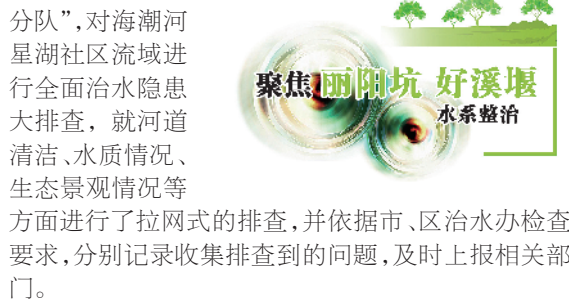 分队”,对海潮河
星湖社区流域进
行全面治水隐患
大排查, 就河道
清洁、水质情况、
生态景观情况等
方面进行了拉网式的排查,并依据市、区治水办检查
要求,分别记录收集排查到的问题,及时上报相关部
门。
聚焦丽阳坑 好溪堰
水系整治